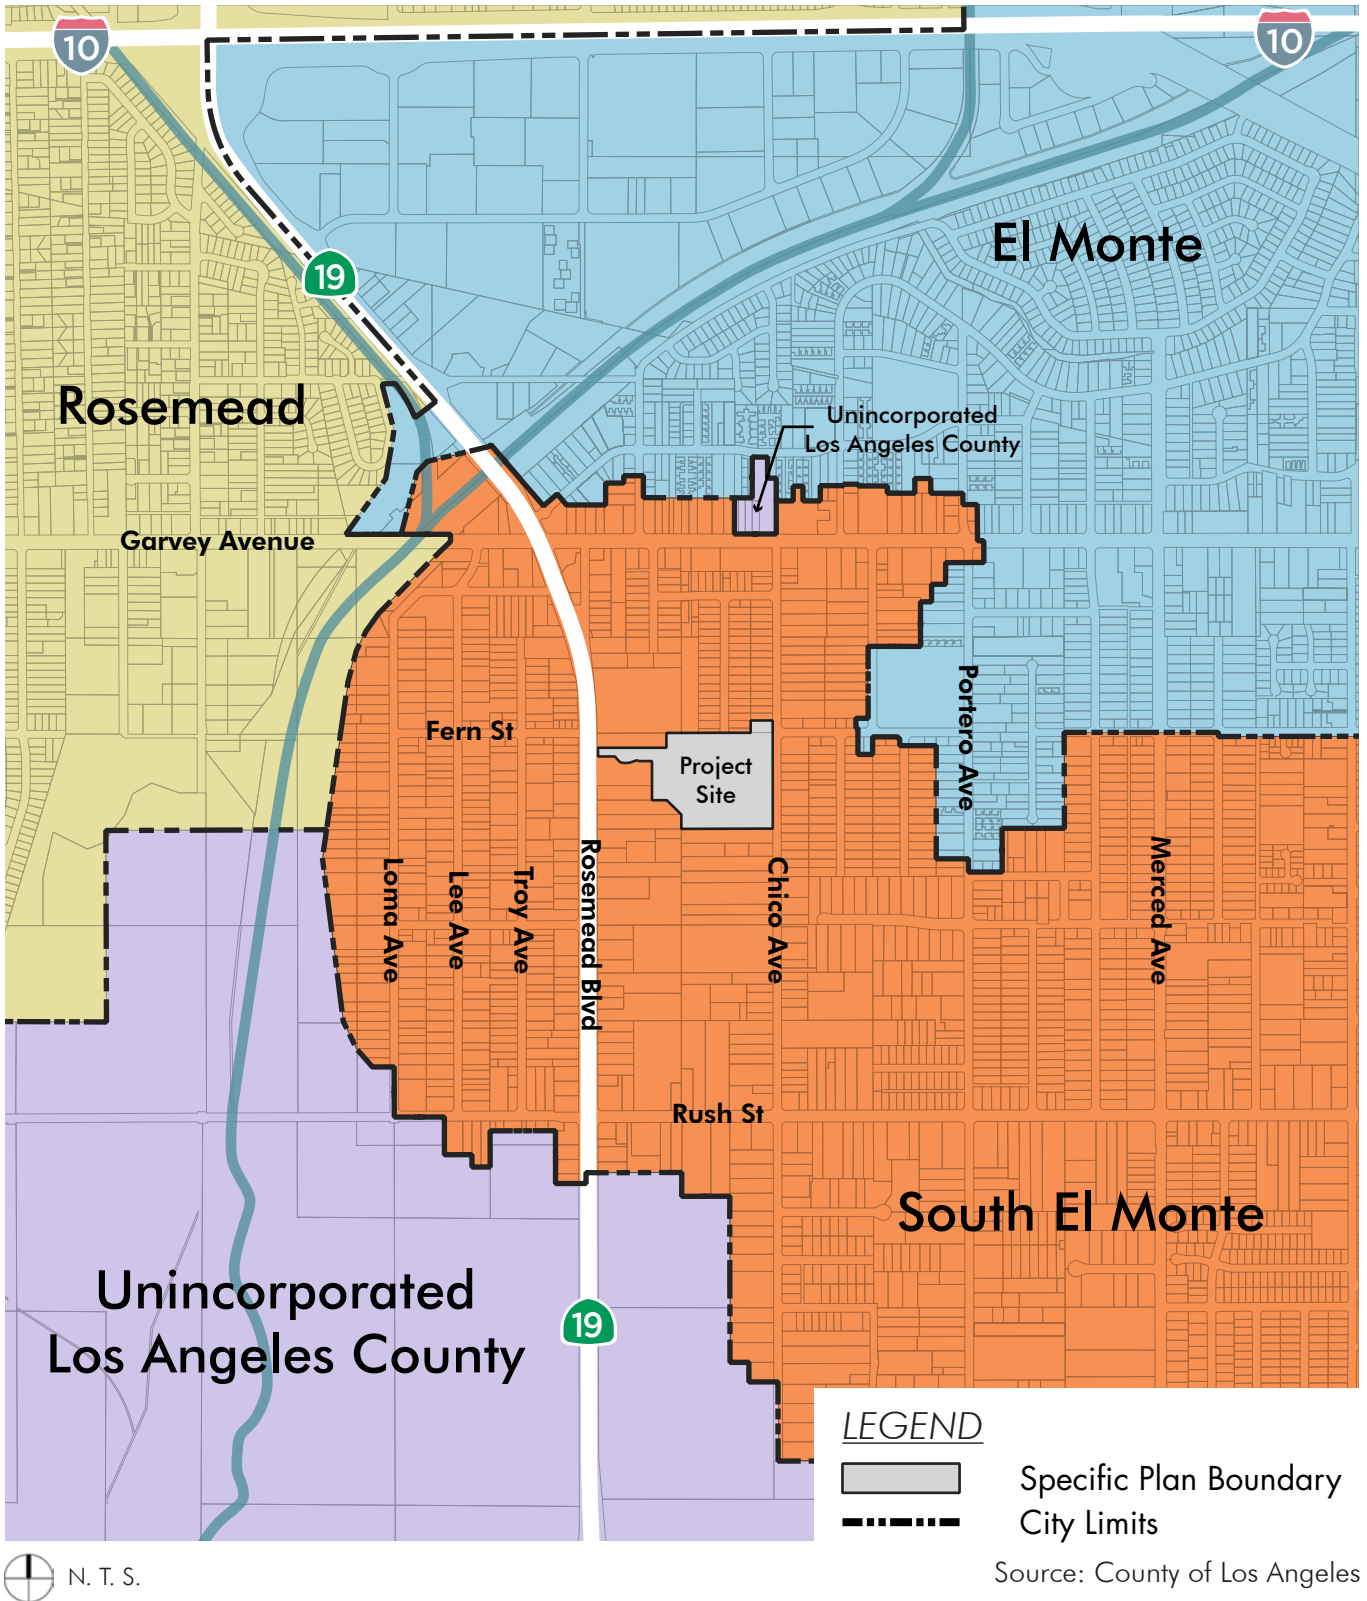 10
10
El Monte
19
Rosemead
Unincorporated
Los Angeles County
Garvey Avenue
Portero Ave
Fern St
Project
Site
Rosemead Blvd
Loma Ave
Lee Ave
Troy Ave
Chico Ave
Merced Ave
Rush St
South El Monte
Unincorporated
Los Angeles County
19
LEGEND
Specific Plan Boundary
City Limits
N. T. S.
Source: County of Los Angeles